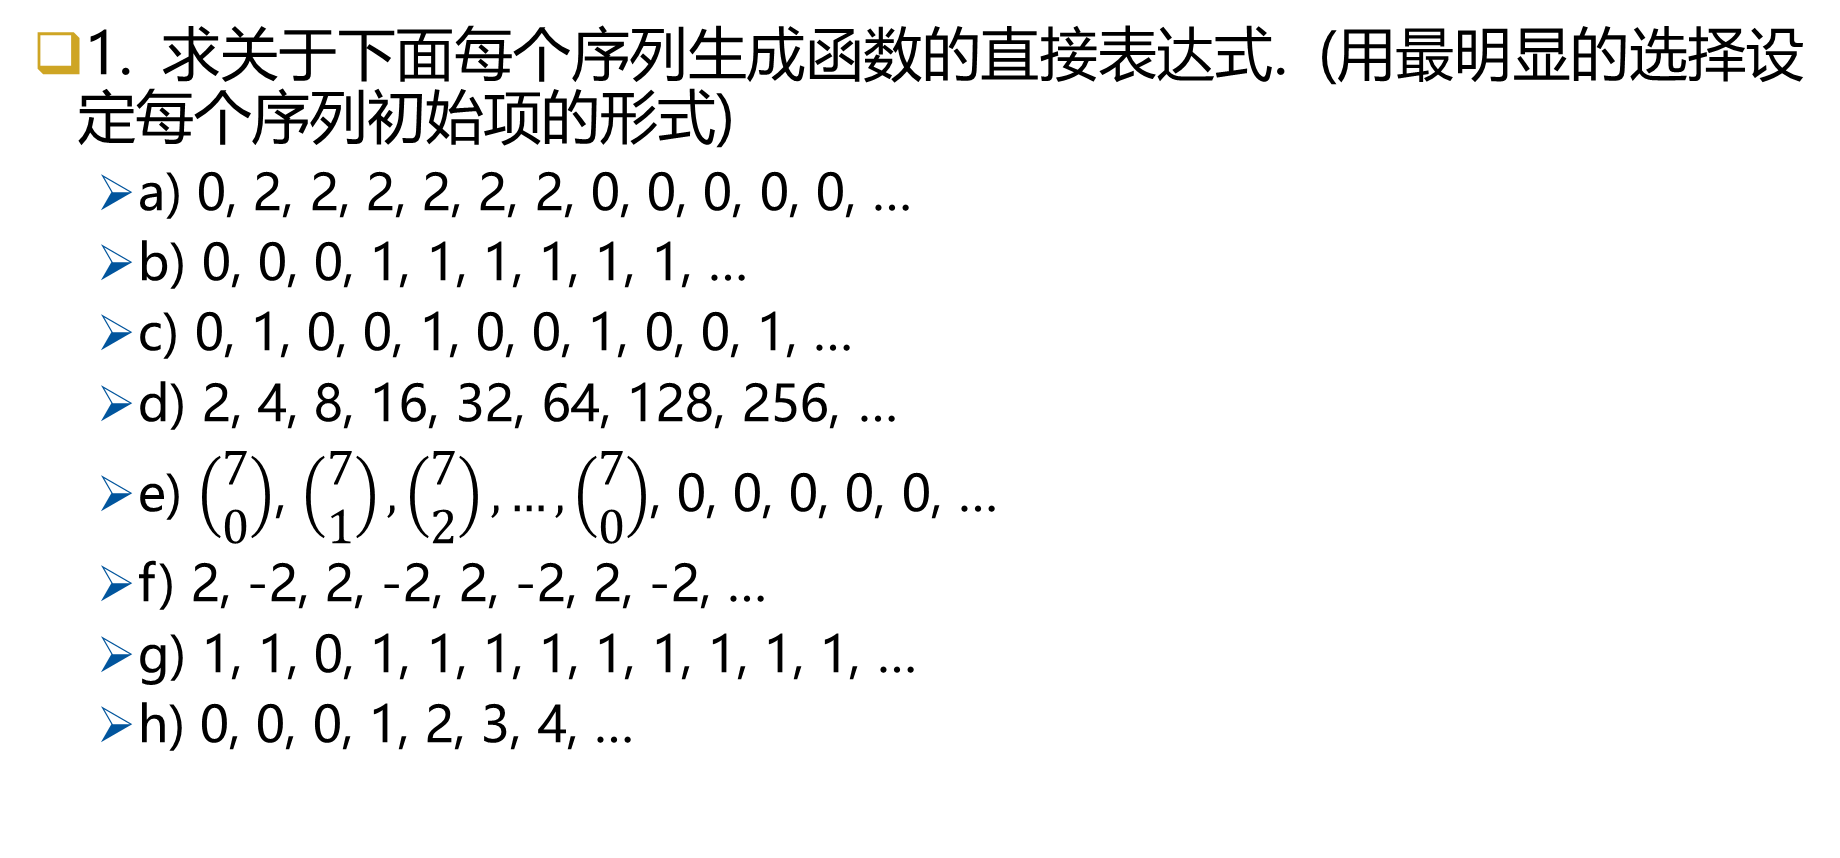 1. 求关于下面每个序列生成函数的直接表达式. (用最明显的选择设
定每个序列初始项的形式)
a) 0, 2, 2, 2, 2, 2, 2, 0, 0, 0, 0, 0, …
b) 0, 0, 0, 1, 1, 1, 1, 1, 1, …
c) 0, 1, 0, 0, 1, 0, 0, 1, 0, 0, 1, …
d) 2, 4, 8, 16, 32, 64, 128, 256, …
e) (7 0), (7 1), (7 2), …, (7 0), 0, 0, 0, 0, 0, …
f) 2, -2, 2, -2, 2, -2, 2, -2, …
g) 1, 1, 0, 1, 1, 1, 1, 1, 1, 1, 1, 1, …
h) 0, 0, 0, 1, 2, 3, 4, …